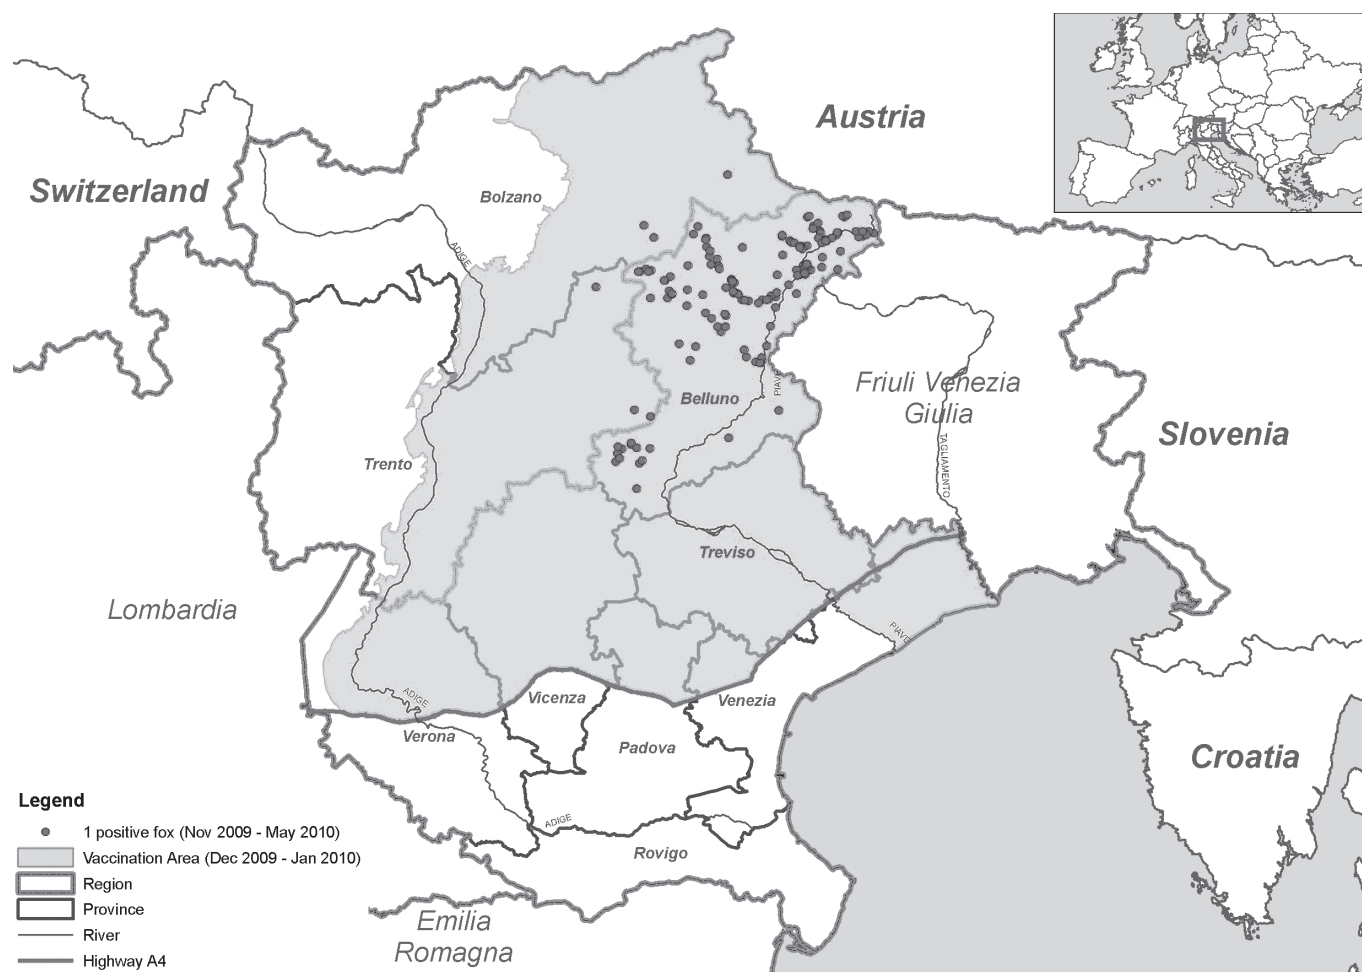 Austria
Switzerland
Bolzano
ADIGE
Friuli Venezia
Giulia
PIAVE
Belluno
Slovenia
TAGLIAMENTO
Trento
Treviso
Lombardia
PIAVE
ADIGE
Vicenza
Venezia
Verona
Padova
Croatia
ADIGE
Rovigo
Emilia
Romagna
Legend
1 positive fox (Nov 2009 - May 2010)
Vaccination Area (Dec 2009 - Jan 2010)
Region
Province
River
Highway A4